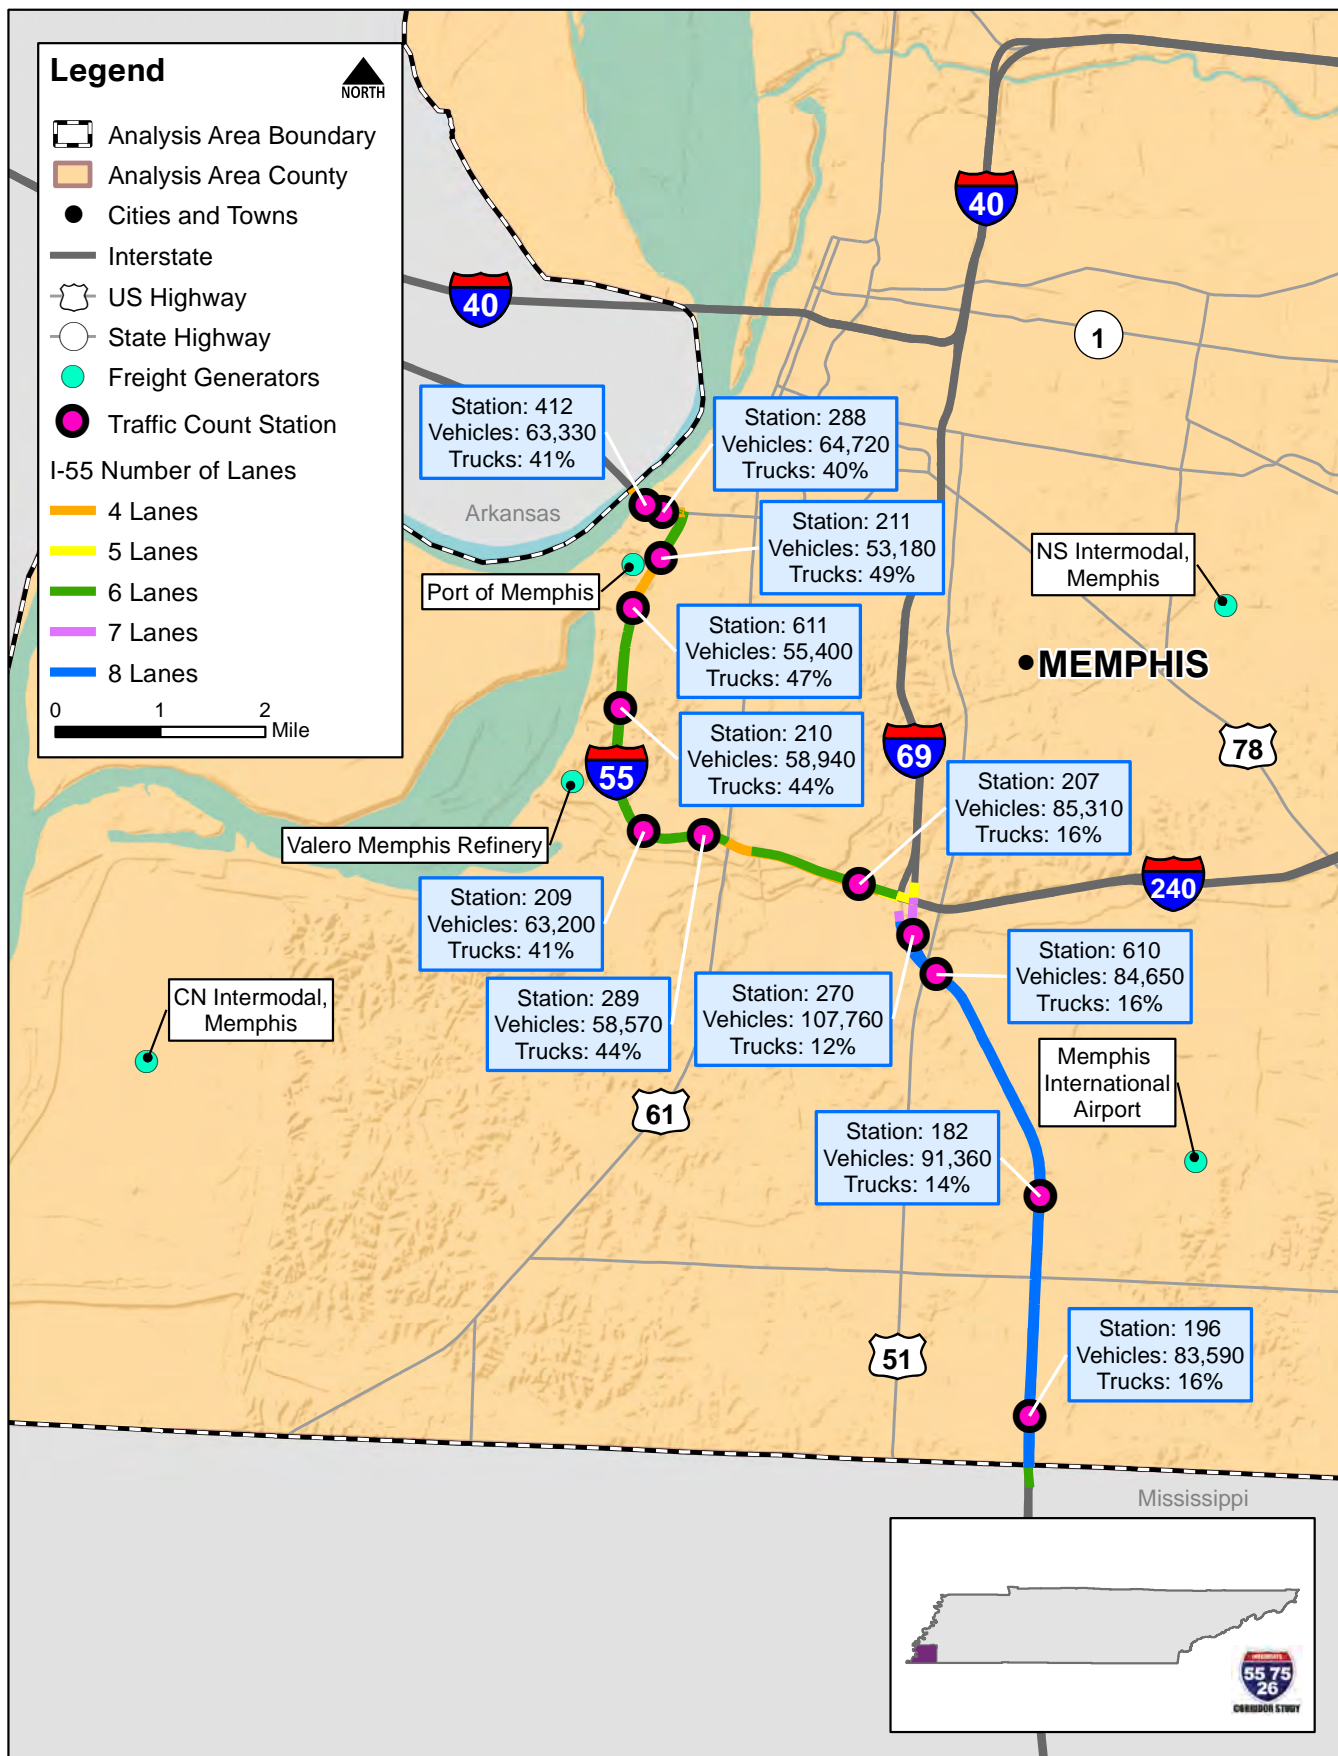 Legend
NORTH
Analysis Area Boundary
Analysis Area County
Cities and Towns
Interstate
US Highway
State Highway
Freight Generators
Traffic Count Station
I-55 Number of Lanes
4 Lanes
5 Lanes
6 Lanes
7 Lanes
8 Lanes
0 1 2
Mile
40
40
1
Station: 412
Vehicles: 63,330
Trucks: 41%
Station: 288
Vehicles: 64,720
Trucks: 40%
Arkansas
Station: 211
Vehicles: 53,180
Trucks: 49%
NS Intermodal,
Memphis
Port of Memphis
Station: 611
Vehicles: 55,400
Trucks: 47%
MEMPHIS
Station: 210
Vehicles: 58,940
Trucks: 44%
69
78
55
Station: 207
Vehicles: 85,310
Trucks: 16%
Valero Memphis Refinery
240
Station: 209
Vehicles: 63,200
Trucks: 41%
Station: 610
Vehicles: 84,650
Trucks: 16%
CN Intermodal,
Memphis
Station: 289
Vehicles: 58,570
Trucks: 44%
Station: 270
Vehicles: 107,760
Trucks: 12%
Memphis
International
Airport
61
Station: 182
Vehicles: 91,360
Trucks: 14%
51
Station: 196
Vehicles: 83,590
Trucks: 16%
Mississippi
INTERSTATE
55 75
26
CORRIDOR STUDY